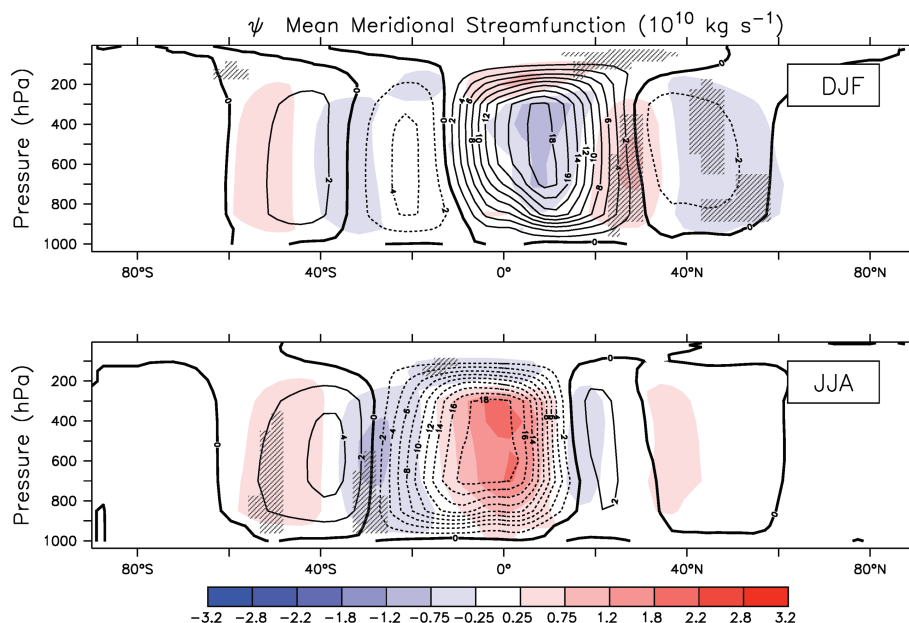 ψ Mean Meridional Streamfunction (10¹⁰ kg s⁻¹)
DJF
Pressure (hPa)
200
400
600
800
1000
80°S 40°S 0° 40°N 80°N
JJA
Pressure (hPa)
200
400
600
800
1000
80°S 40°S 0° 40°N 80°N
−3.2 −2.8 −2.2 −1.8 −1.2 −0.75 −0.25 0.25 0.75 1.2 1.8 2.2 2.8 3.2